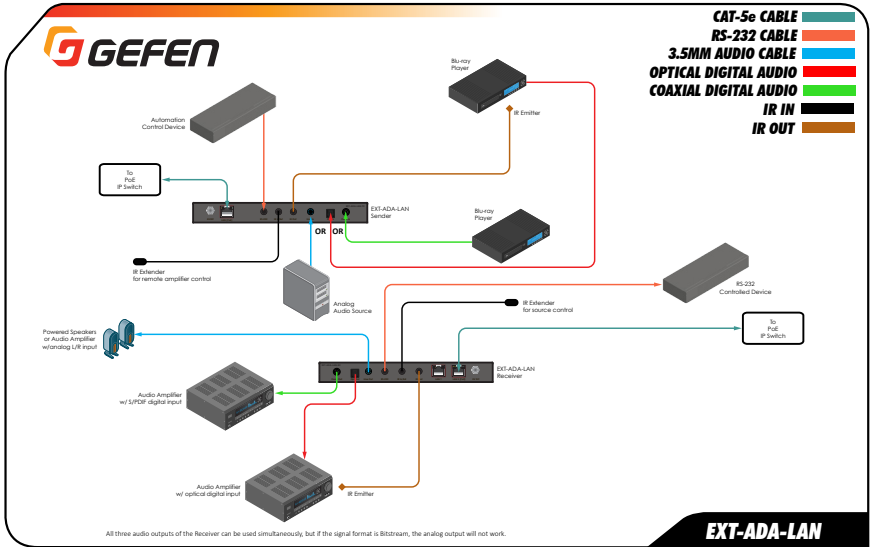 GEFEN
CAT-5e CABLE
RS-232 CABLE
3.5MM AUDIO CABLE
OPTICAL DIGITAL AUDIO
COAXIAL DIGITAL AUDIO
IR IN
IR OUT
Blu-ray
Player
IR Emitter
Automation
Control Device
To
PoE
IP Switch
EXT-ADA-LAN
Sender
OR OR
Blu-ray
Player
IR Extender
for remote amplifier control
Analog
Audio Source
RS-232
Controlled Device
IR Extender
for source control
To
PoE
IP Switch
Powered Speakers
or Audio Amplifier
w/analog L/R input
EXT-ADA-LAN
Receiver
Audio Amplifier
w/ S/PDIF digital input
Audio Amplifier
w/ optical digital input
IR Emitter
All three audio outputs of the Receiver can be used simultaneously, but if the signal format is Bitstream, the analog output will not work.
EXT-ADA-LAN